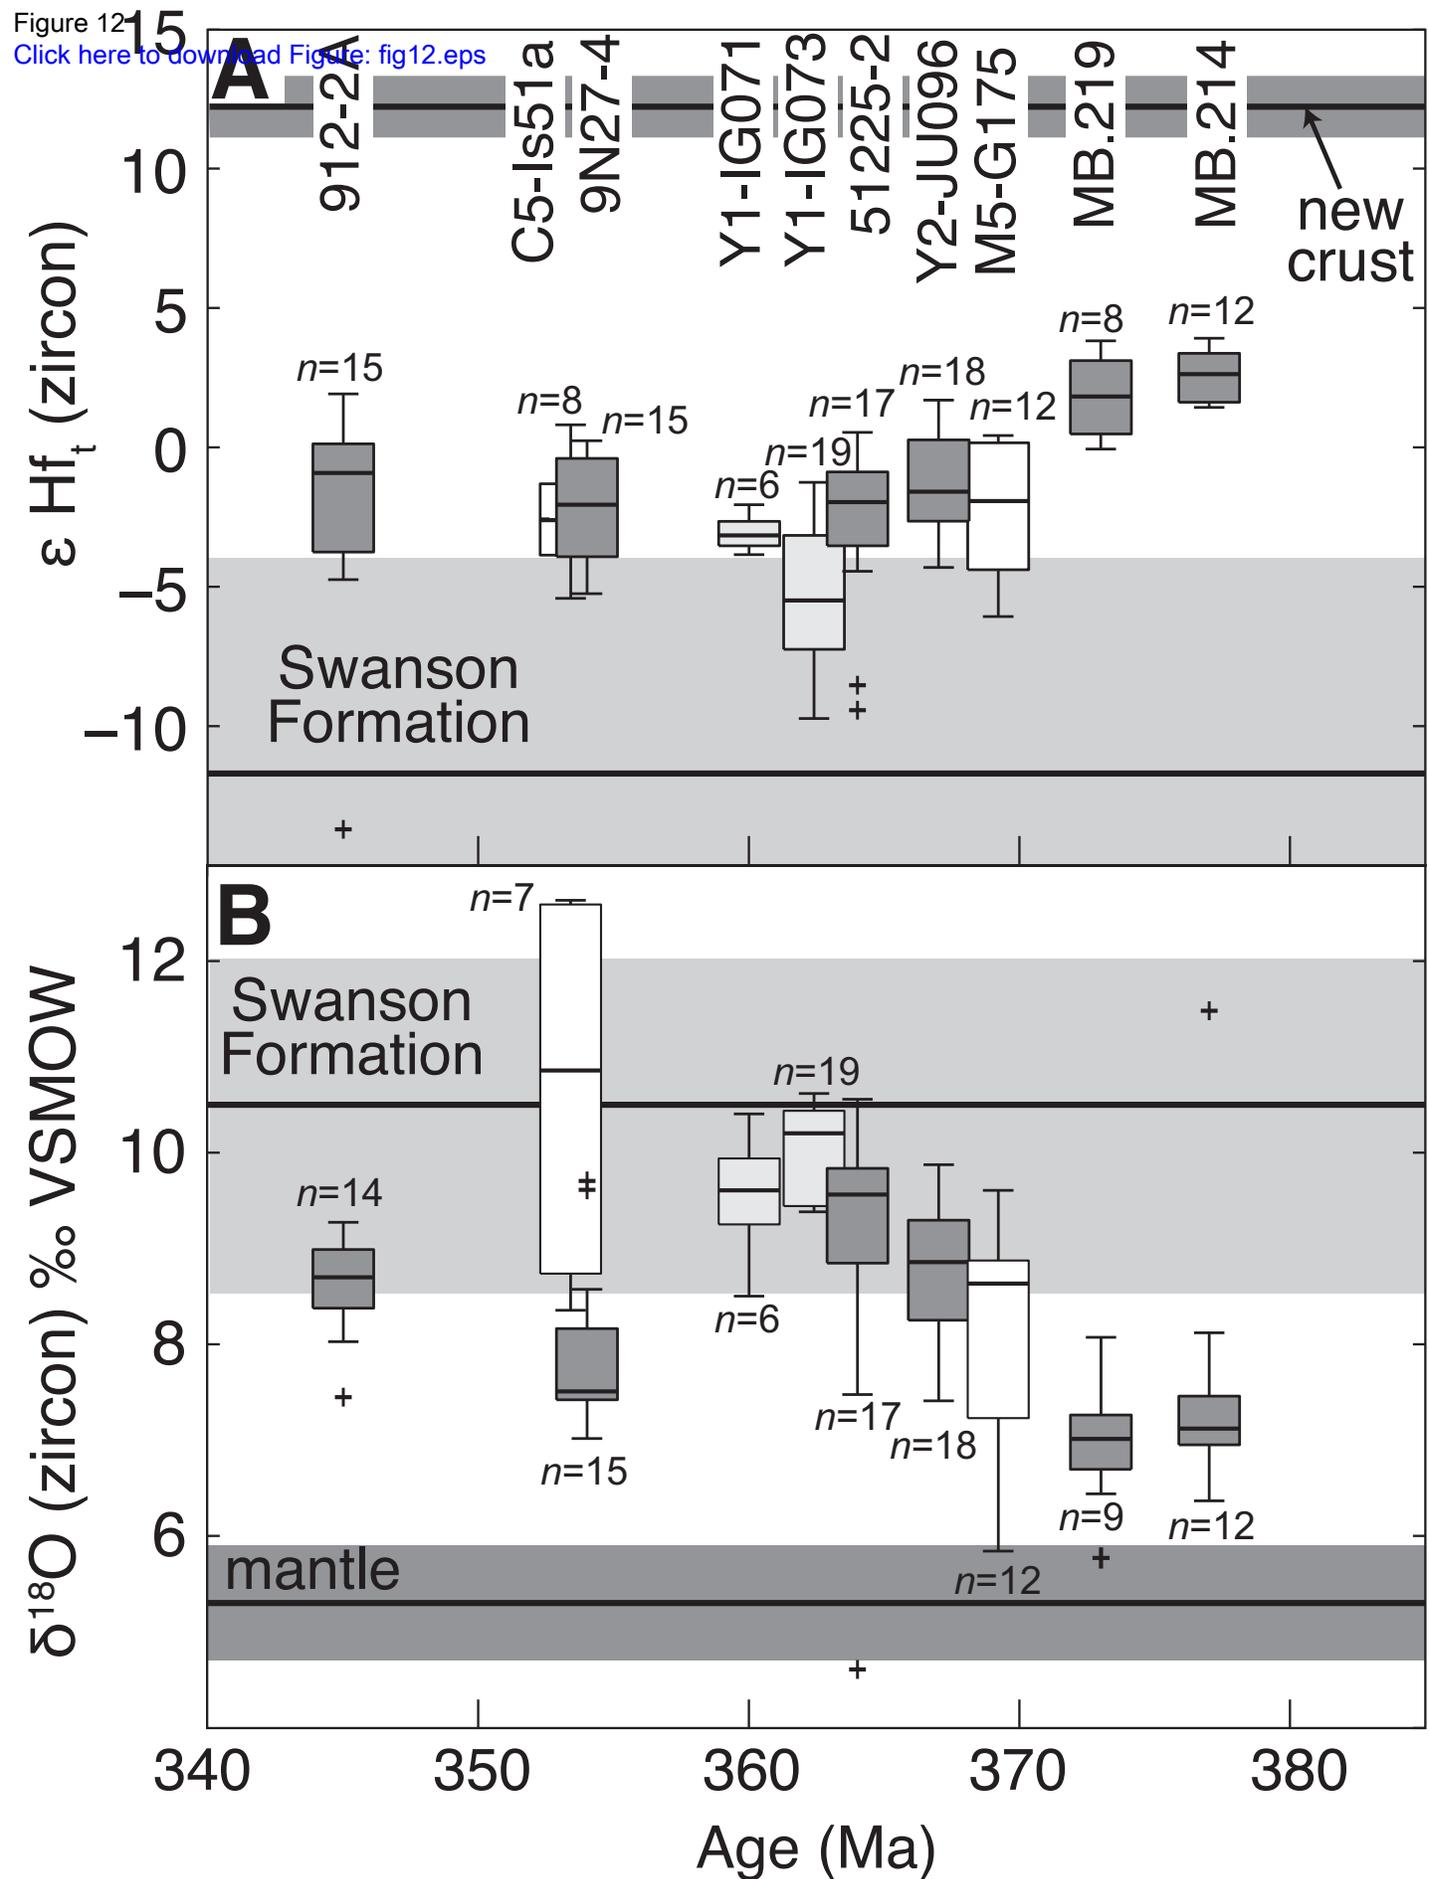 Figure 12
Click here to download Figure: fig12.eps
A
15
10
5
0
−5
−10
ε Hft (zircon)
912-2A
C5-Is51a
9N27-4
Y1-IG071
Y1-IG073
51225-2
Y2-JU096
M5-G175
MB.219
MB.214
new
crust
n=15
n=8
n=15
n=6
n=19
n=17
n=18
n=12
n=8
n=12
Swanson
Formation
B
12
10
8
6
δ18O (zircon) ‰ VSMOW
n=7
Swanson
Formation
n=14
n=15
n=6
n=19
n=17
n=18
n=12
n=9
n=12
mantle
340
350
360
370
380
Age (Ma)